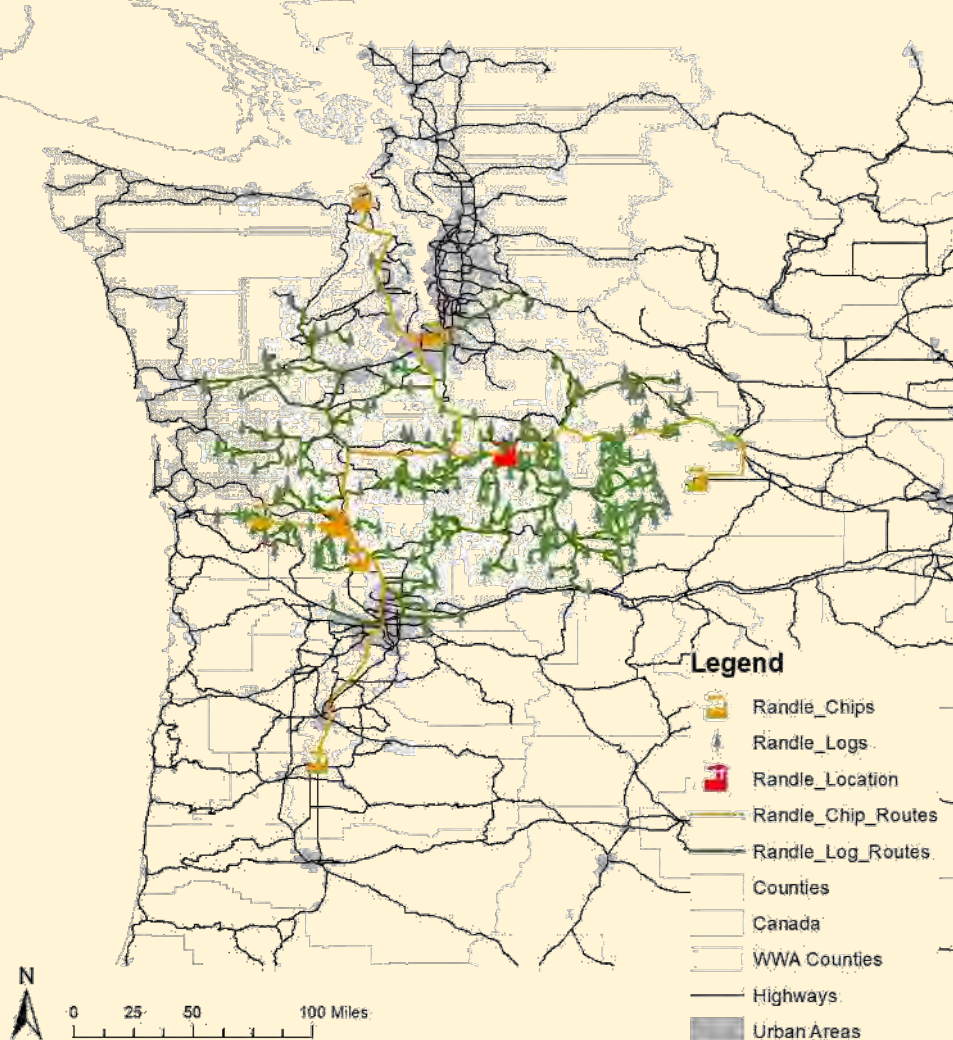 Legend
Randle_Chips
Randle_Logs
Randle_Location
Randle_Chip_Routes
Randle_Log_Routes
Counties
Canada
WWA Counties
Highways
Urban Areas
N
0 25 50 100 Miles